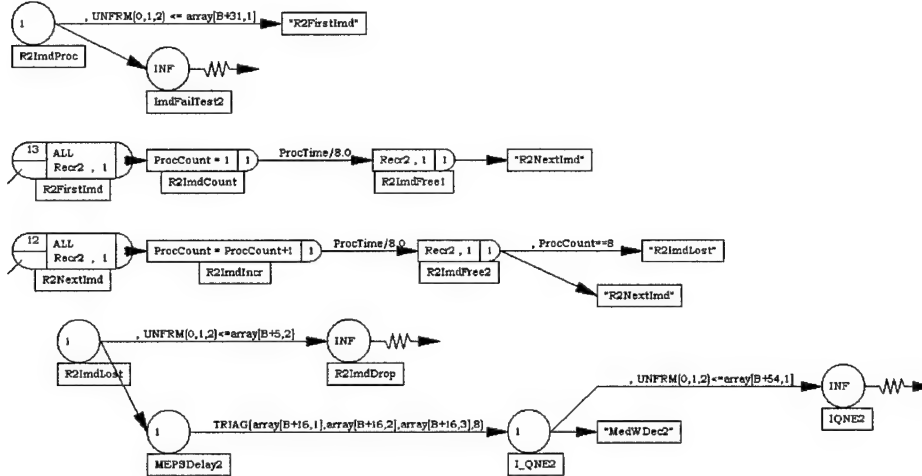 , UNFRM(0,1,2) <= array[B+31,1]
1
"R2FirstImd"
R2ImdProc
INF
ImdFailTest2
13
ALL
Recr2 , 1
ProcCount = 1
1
ProcTime/8.0
Recr2, 1
1
"R2NextImd"
R2FirstImd
R2ImdCount
R2ImdFree1
12
ALL
Recr2 , 1
ProcCount = ProcCount+1
1
ProcTime/8.0
Recr2, 1
1
, ProcCount==8
"R2ImdLost"
R2NextImd
R2ImdIncr
R2ImdFree2
"R2NextImd"
1
, UNFRM(0,1,2)<=array[B+5,2]
INF
R2ImdLost
R2ImdDrop
, UNFRM(0,1,2)<=array[B+54,1]
INF
IQNE2
1
TRIAG(array[B+16,1],array[B+16,2],array[B+16,3],8)
1
"MedWDec2"
MEPSDelay2
I_QNE2